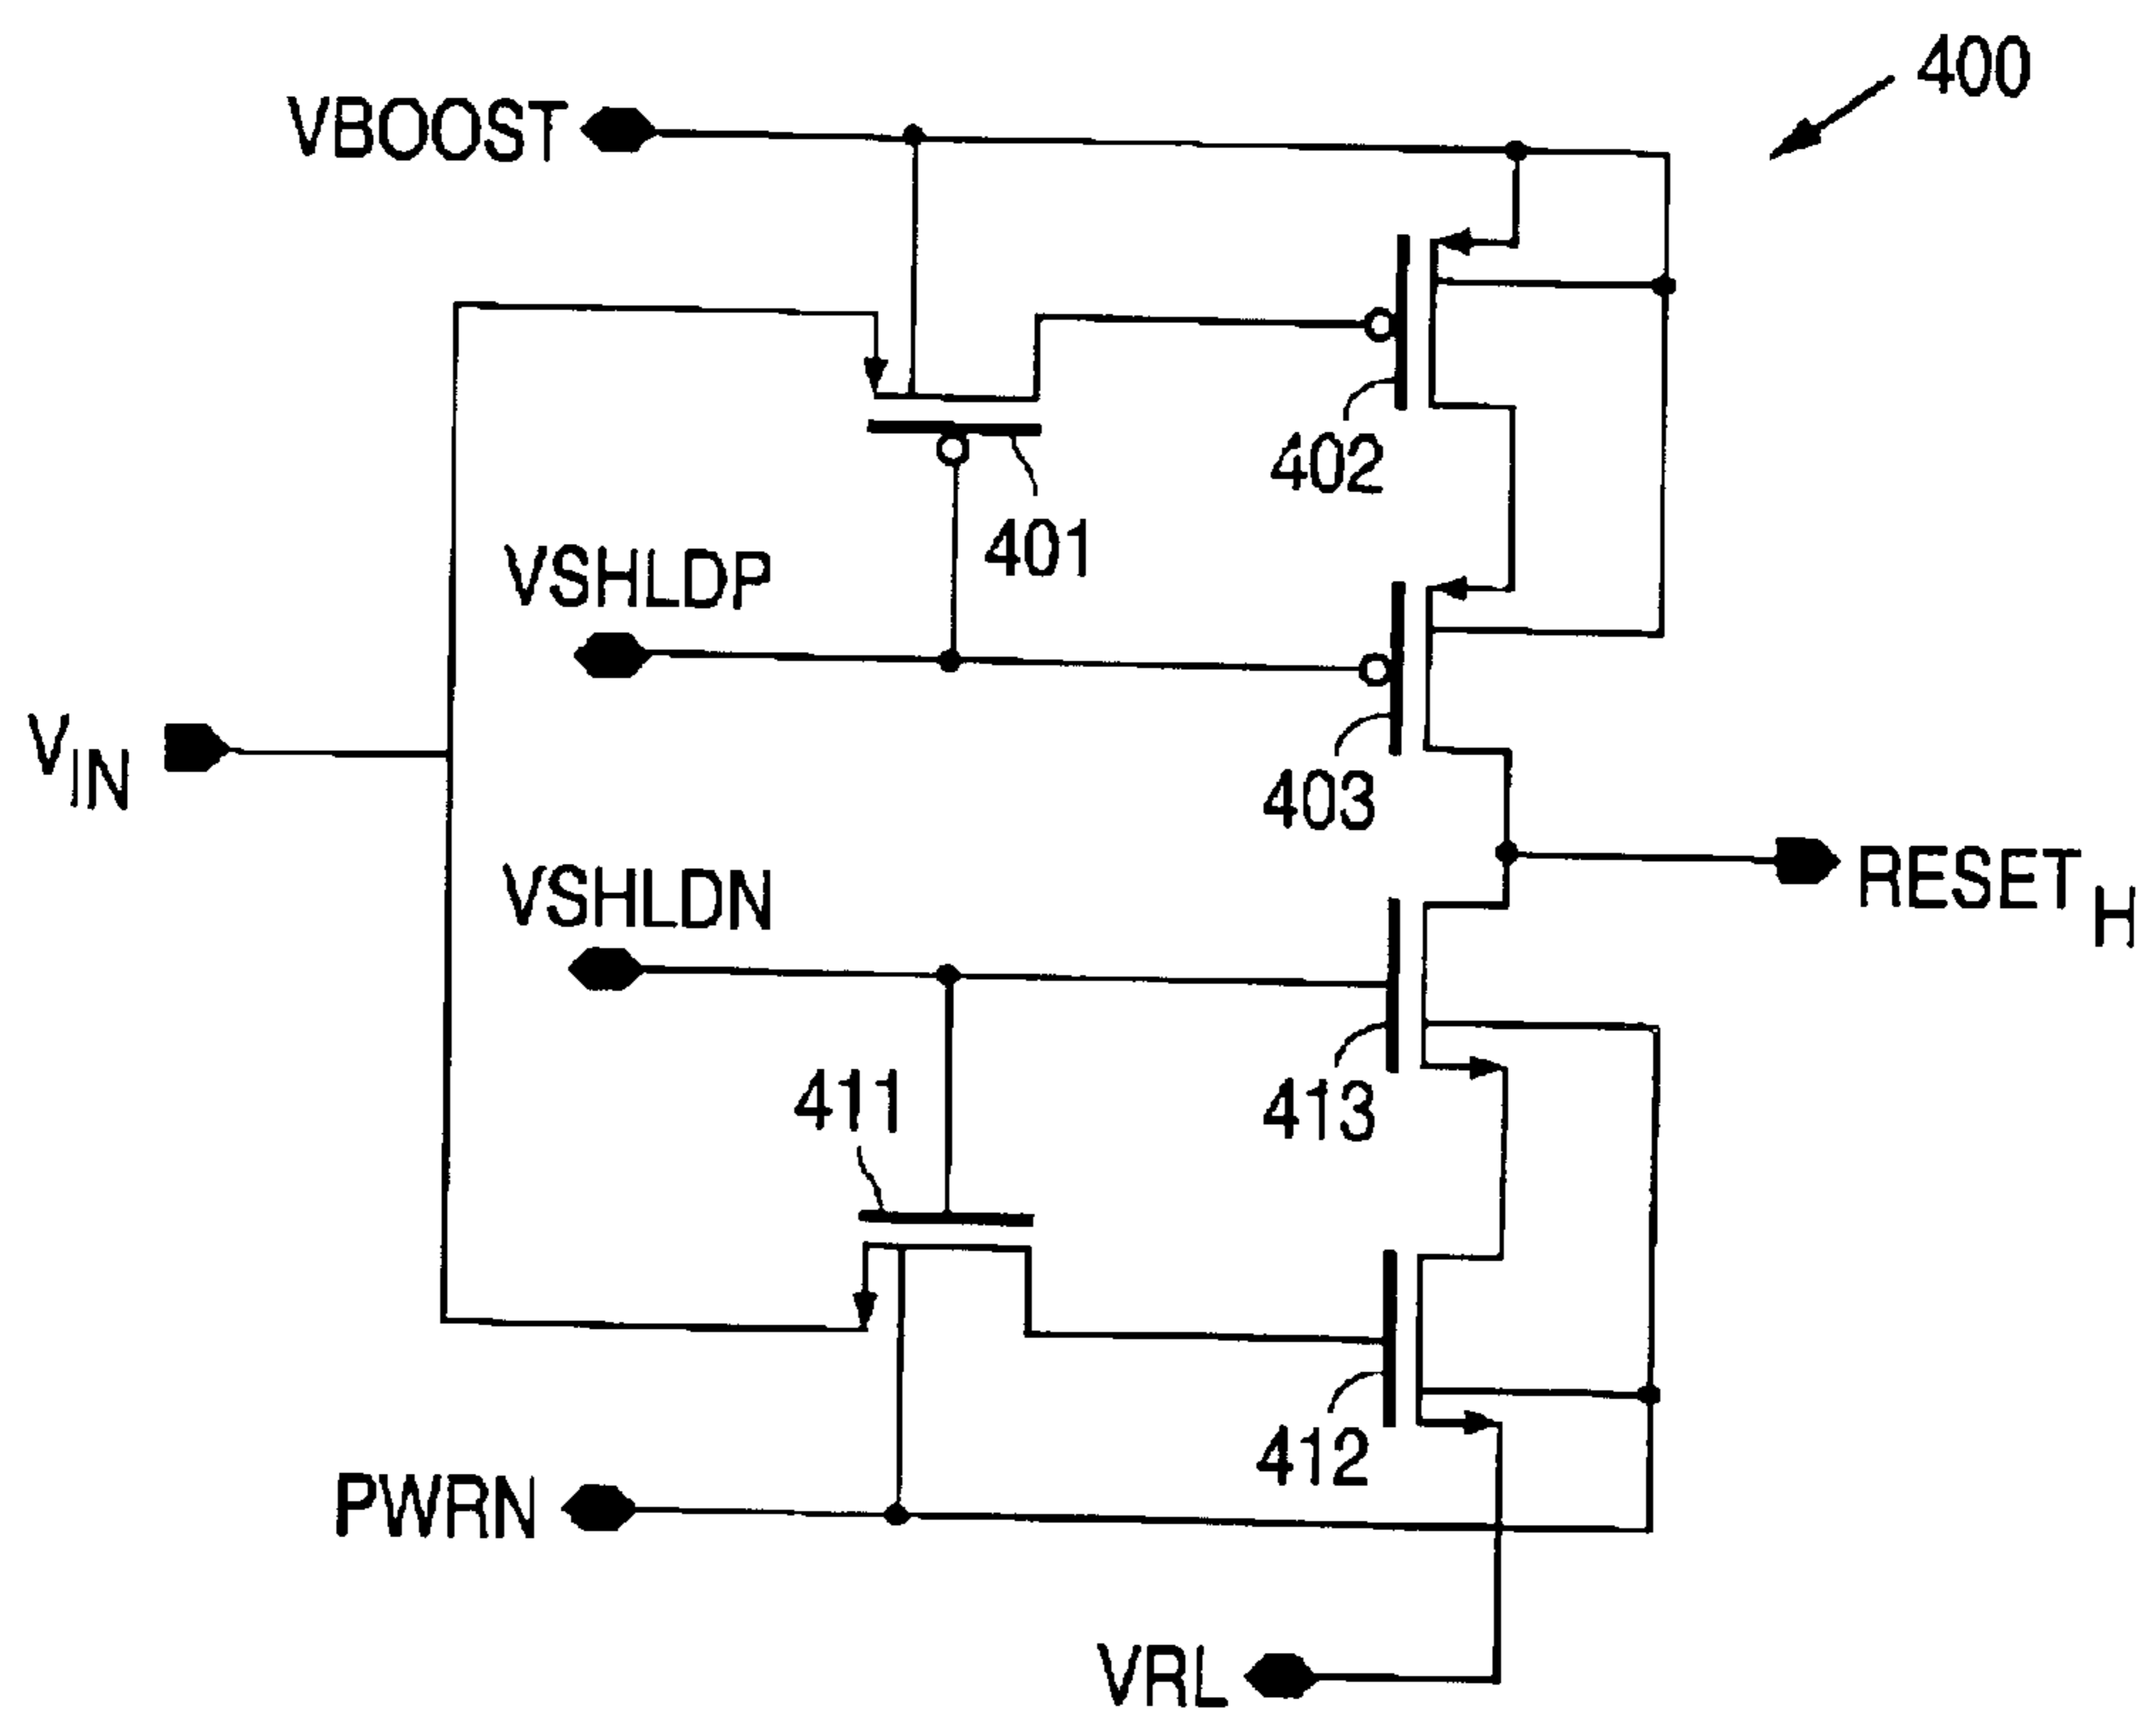 400
VBOOST
402
401
VSHLDP
VIN
403
RESETH
VSHLDN
411
413
412
PWRN
VRL